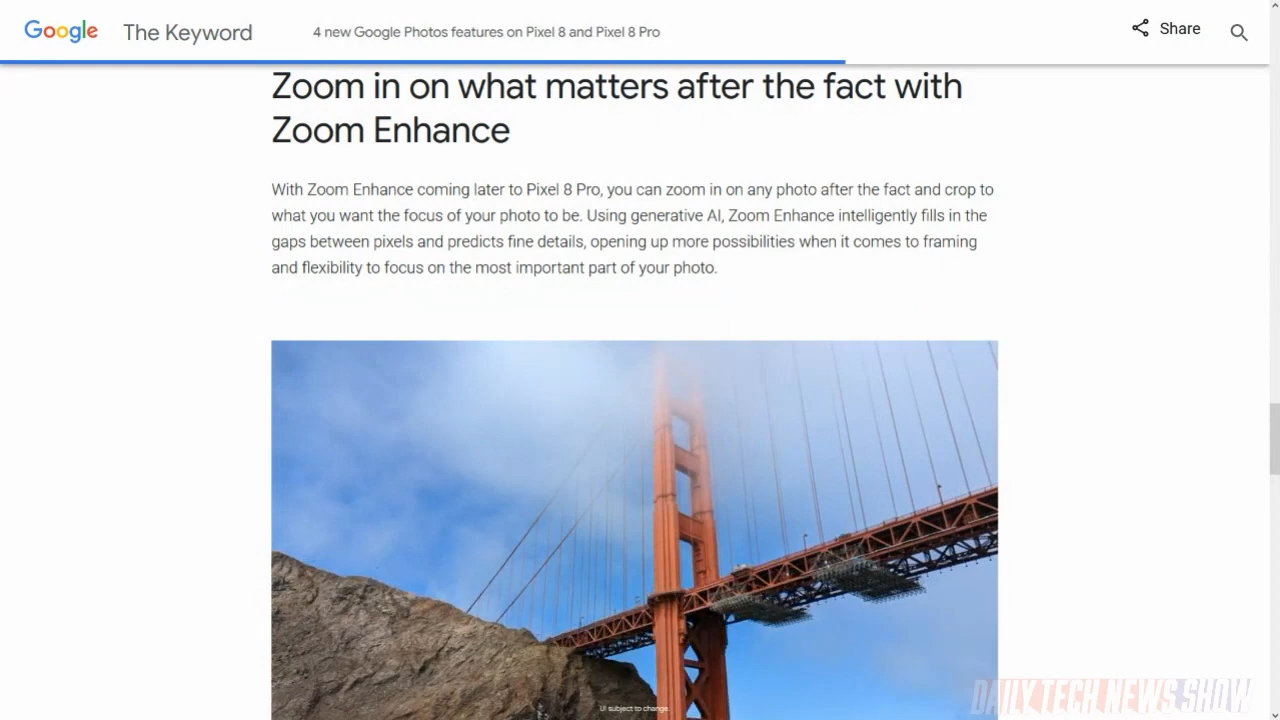 Google The Keyword 4 new Google Photos features on Pixel 8 and Pixel 8 Pro Share
Zoom in on what matters after the fact with
Zoom Enhance
With Zoom Enhance coming later to Pixel 8 Pro, you can zoom in on any photo after the fact and crop to
what you want the focus of your photo to be. Using generative AI, Zoom Enhance intelligently fills in the
gaps between pixels and predicts fine details, opening up more possibilities when it comes to framing
and flexibility to focus on the most important part of your photo.
UI subject to change.
DAILY TECH NEWS SHOW